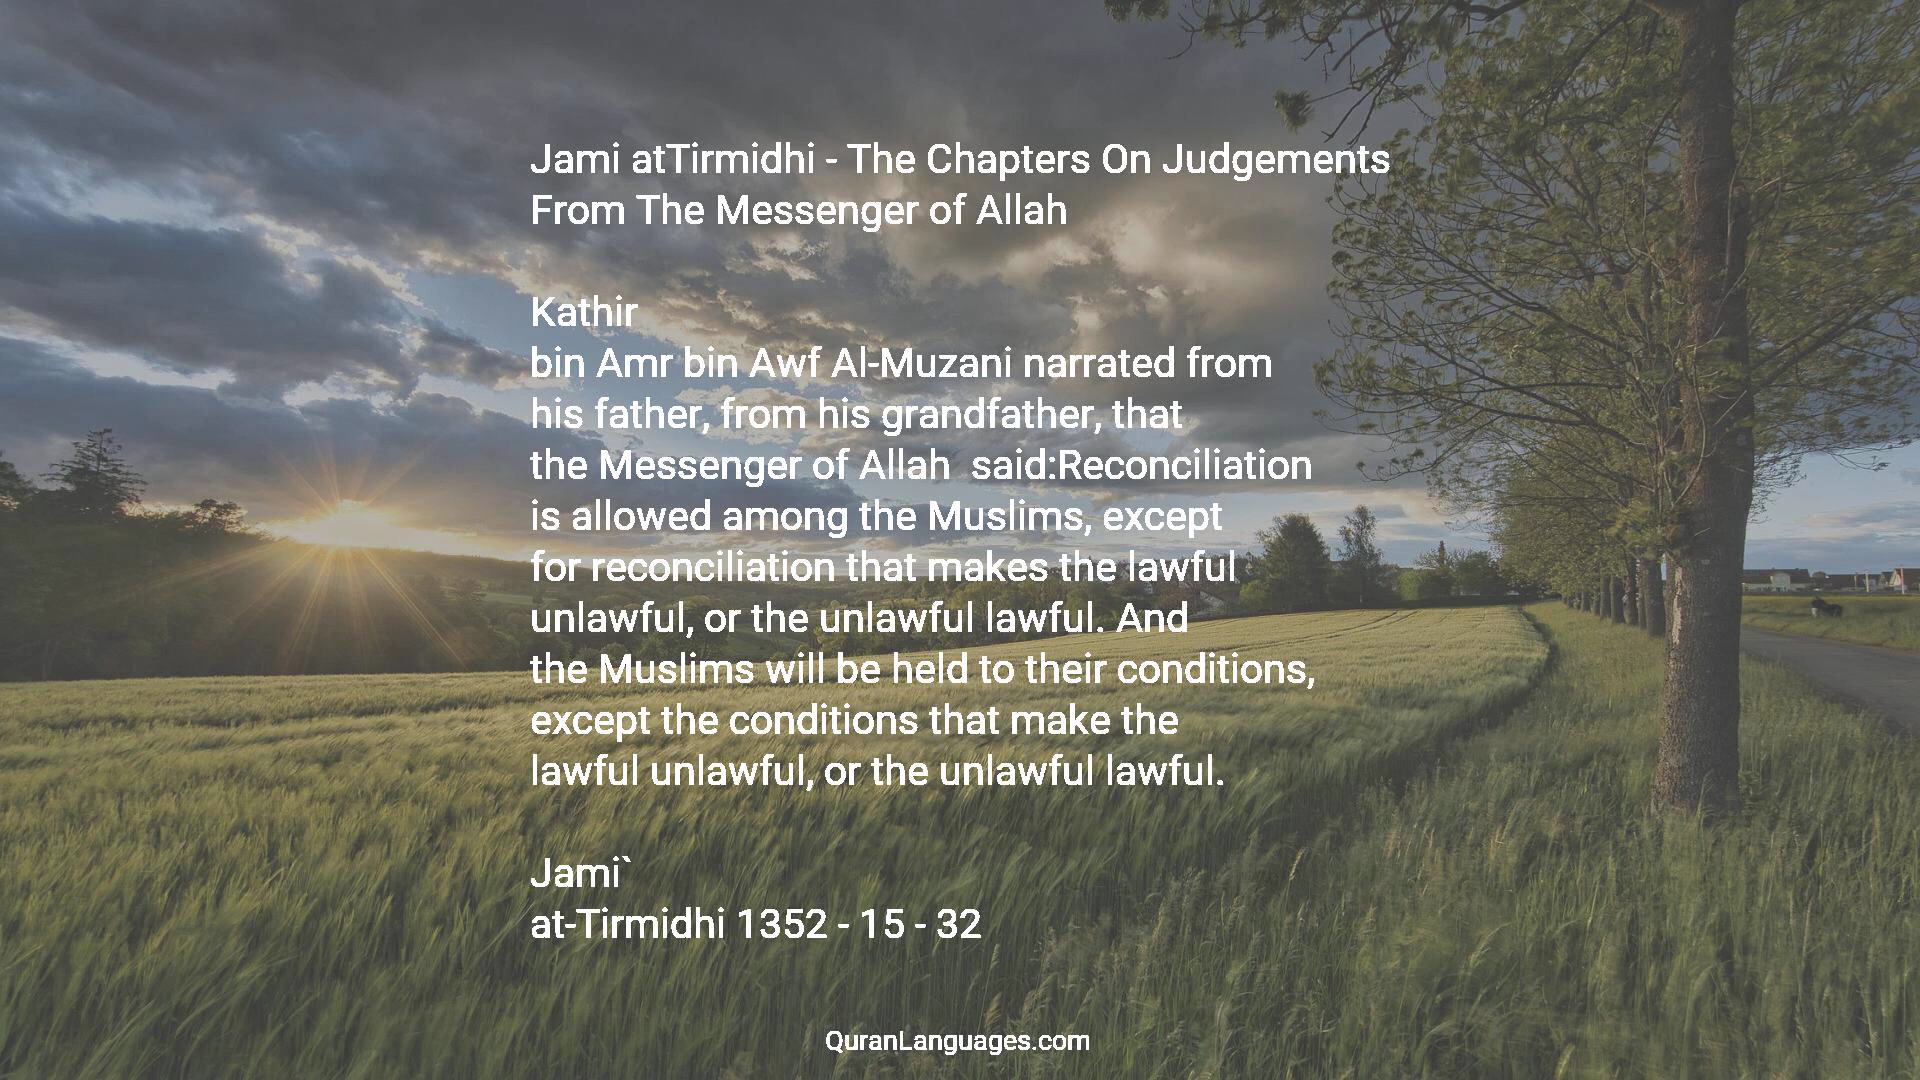 Jami atTirmidhi - The Chapters On Judgements
From The Messenger of Allah
Kathir
bin Amr bin Awf Al-Muzani narrated from
his father, from his grandfather, that
the Messenger of Allah  said:Reconciliation
is allowed among the Muslims, except
for reconciliation that makes the lawful
unlawful, or the unlawful lawful. And
the Muslims will be held to their conditions,
except the conditions that make the
lawful unlawful, or the unlawful lawful.
Jami`
at-Tirmidhi 1352 - 15 - 32
QuranLanguages.com